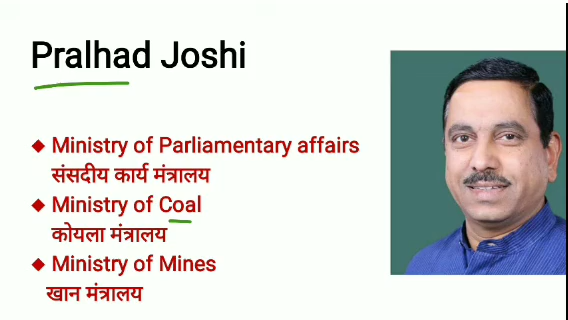 Pralhad Joshi
◆ Ministry of Parliamentary affairs
संसदीय कार्य मंत्रालय
◆ Ministry of Coal
कोयला मंत्रालय
◆ Ministry of Mines
खान मंत्रालय